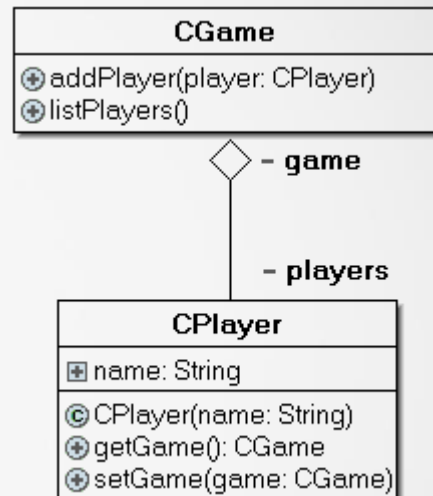 CGame
addPlayer(player: CPlayer)
listPlayers()
- game
- players
CPlayer
name: String
CPlayer(name: String)
getGame(): CGame
setGame(game: CGame)